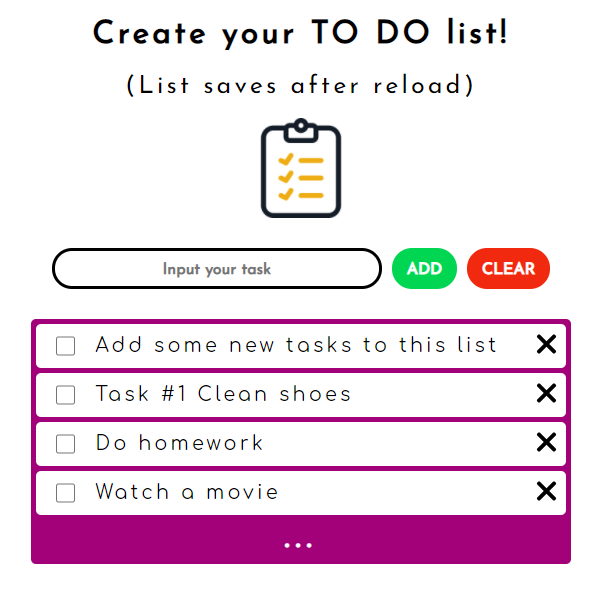 Create your TO DO list!
(List saves after reload)
Input your task
ADD
CLEAR
Add some new tasks to this list
Task #1 Clean shoes
Do homework
Watch a movie
...